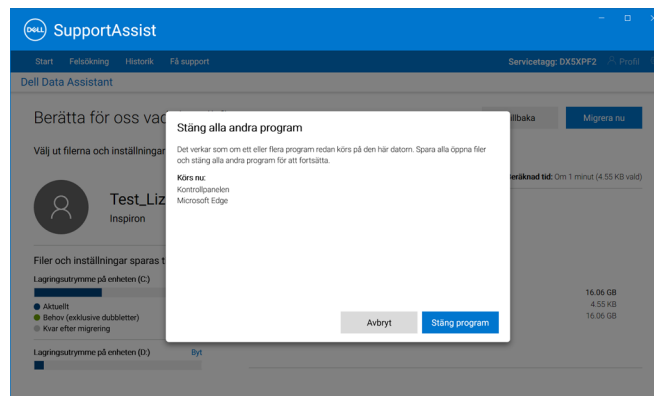 DELL SupportAssist
Start Felsökning Historik Få support Servicetagg: DX5XPF2 Profil
Dell Data Assistant
Berätta för oss vad
Migrera nu
Välj ut filerna och inställningar
Beräknad tid: Om 1 minut (4.55 KB vald)
Test_Liz
Inspiron
Stäng alla andra program
Det verkar som om ett eller flera program redan körs på den här datorn. Spara alla öppna filer
och stäng alla andra program för att fortsätta.
Körs nu:
Kontrollpanelen
Microsoft Edge
Avbryt Stäng program
Filer och inställningar sparas t
Lagringsutrymme på enheten (C:)
16.06 GB
Aktuellt
4.55 KB
Behov (exklusive dubbletter)
16.06 GB
Kvar efter migrering
Lagringsutrymme på enheten (D:) Byt